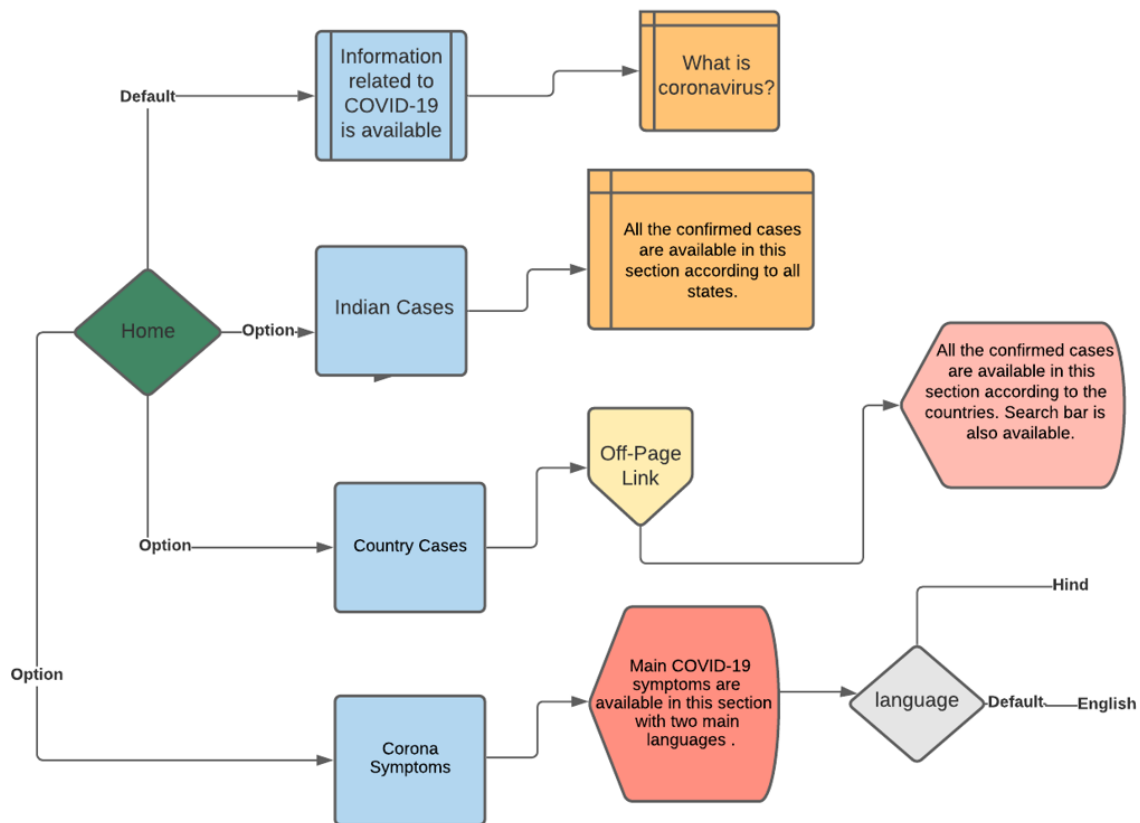 Information
related to
COVID-19
is available
What is
coronavirus?
Default
All the confirmed cases
are available in this
section according to all
states.
Indian Cases
Home
Option
All the confirmed cases
are available in this
section according to the
countries. Search bar is
also available.
Off-Page
Link
Option
Country Cases
Hind
Main COVID-19
symptoms are
available in this section
with two main
languages .
language
Default
English
Option
Corona
Symptoms